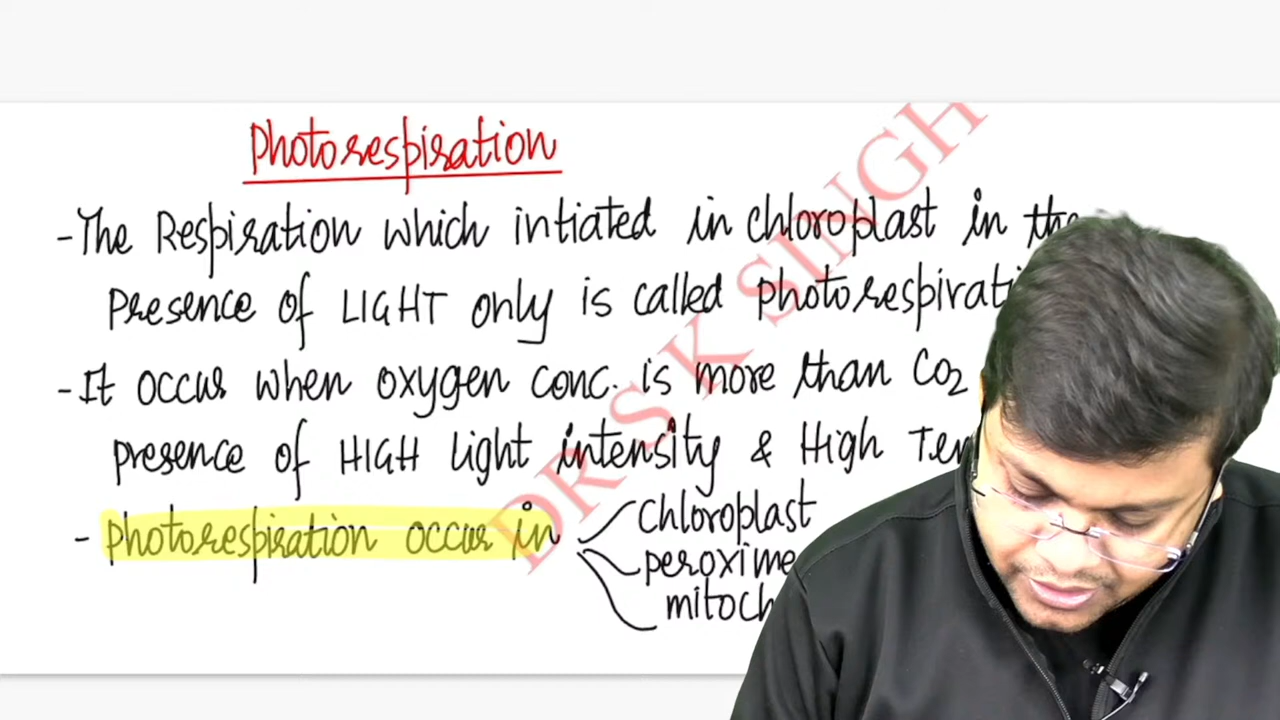 Photorespiration
- The Respiration which intiated in chloroplast in the
presence of LIGHT only is called photorespirati
- It occur when oxygen conc. is more than CO2
presence of HIGH light intensity & High Tem
- photorespiration occur in chloroplast
peroxime
mitoch
DR S K SINGH